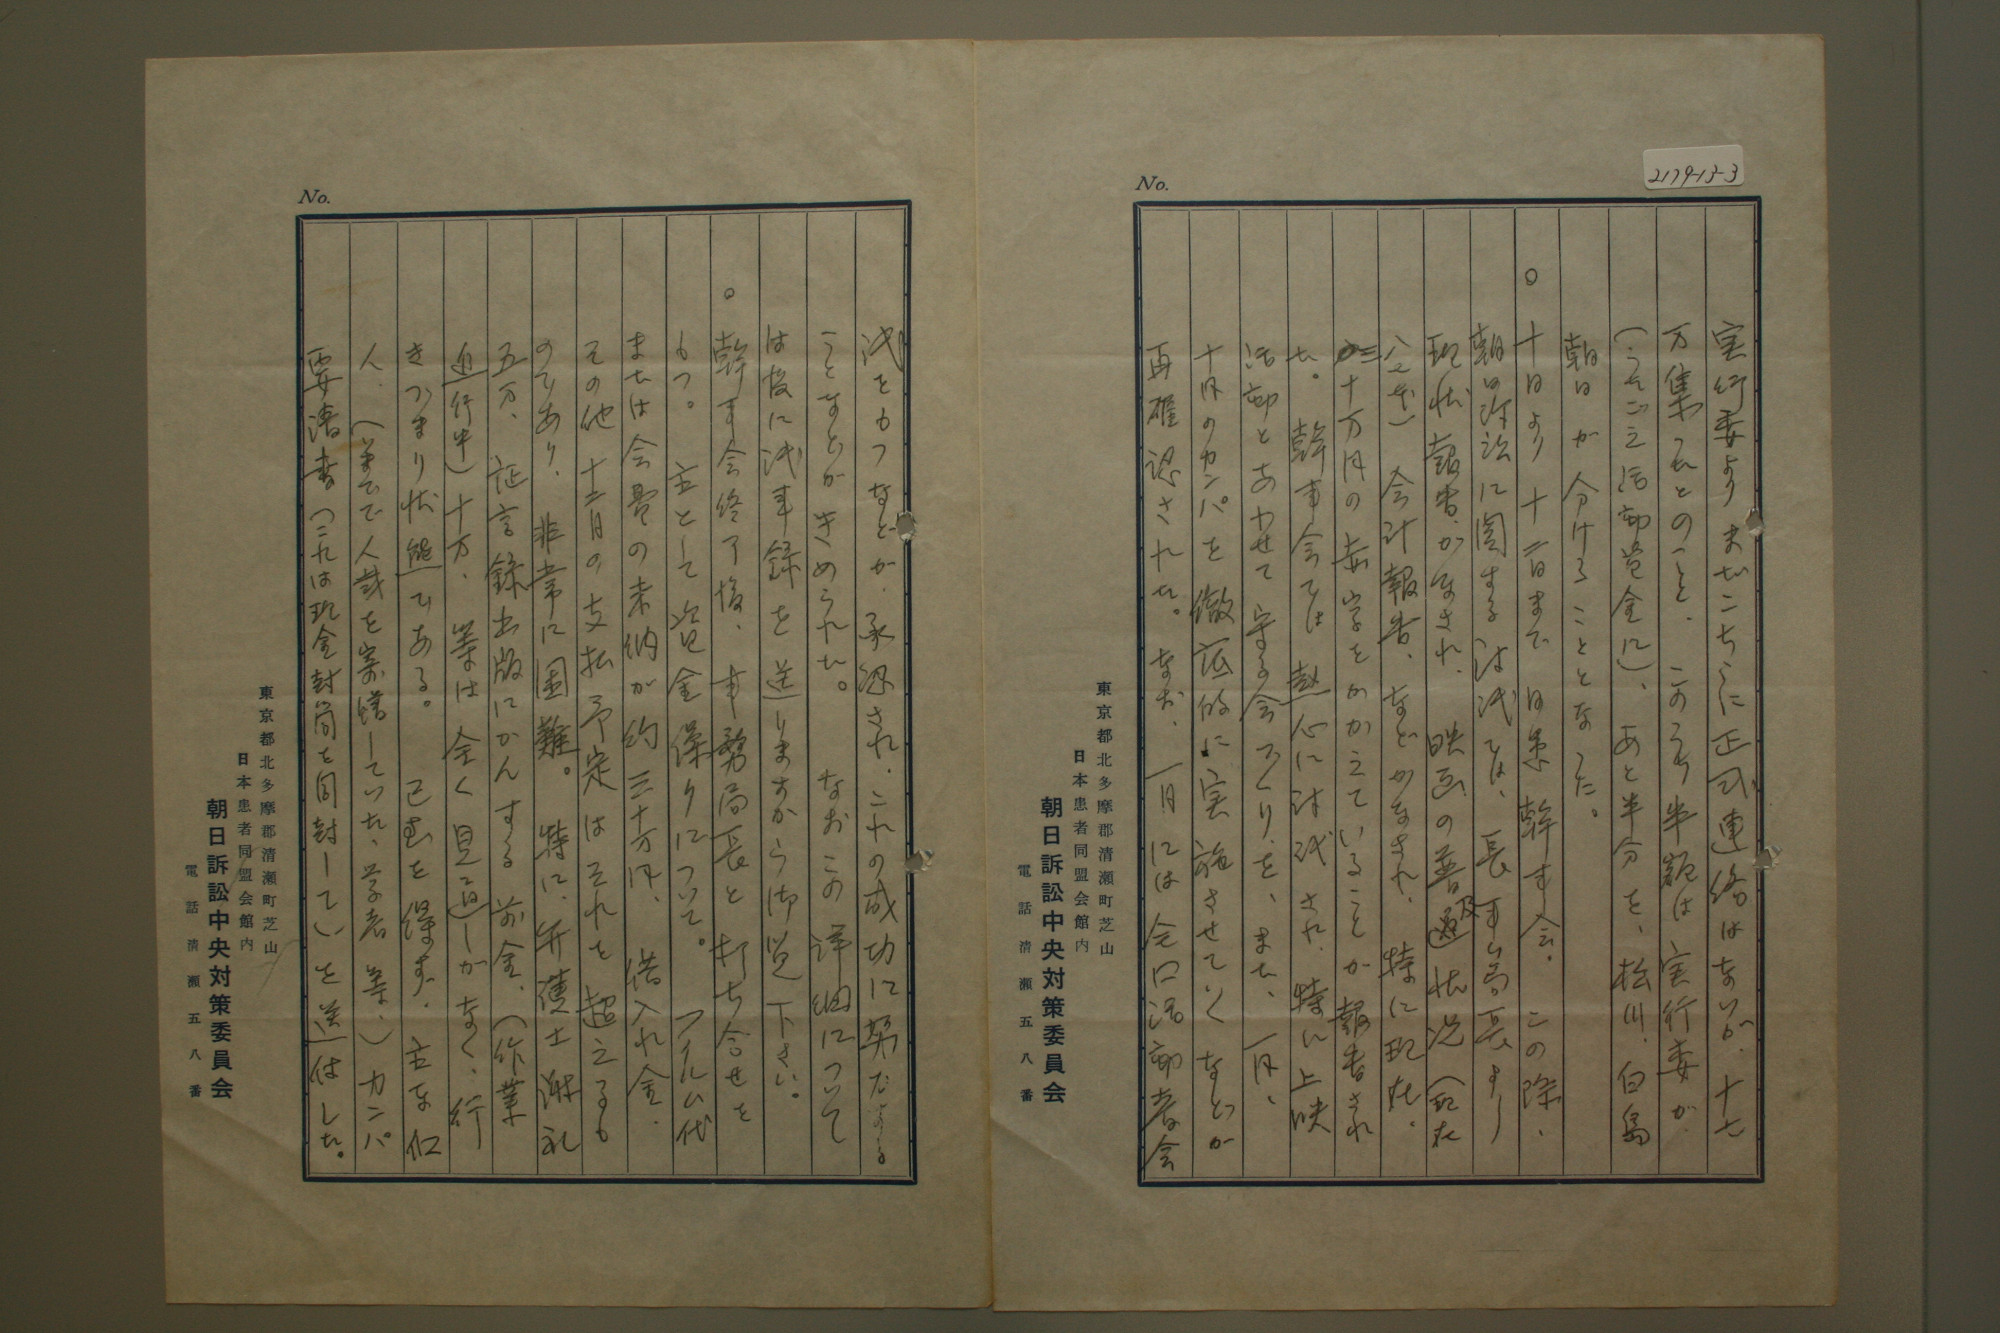 2179-13-3
No.
実行委よりまだこちらに正式連絡はないが、十七
万集ったとのこと、このうち半額は実行委が
(うたごえ活動資金に)、あと半分を、松川、白鳥
朝日が分けることとなった。
○十日より十二日まで日患幹事会。この際、
朝日訴訟に関する討議では、長事ム局長より
現状報告がなされ、映画の普及状況(現在
八〇本)会計報告、などがなされ、特に現在、
三十万円の赤字をかかえていることが報告され
た。幹事会では熱心に討議され、特に上映
活動とあわせて守る会づくりを、また、一人、
十円のカンパを徹底的に実施させていくなどが
再確認された。なお、一月には全国活動者会
東京都北多摩郡清瀬町芝山
日本患者同盟会館内
朝日訴訟中央対策委員会
電話清瀬五八番
No.
議をもつなどが、承認され、これの成功に努力する
ことなどがきめられた。なおこの詳細について
は後に議事録を送りますから御覧下さい。
○幹事会終了後、事務局長と打ち合せを
もつ。主として資金繰りについて。フイルム代
または会費の未納が約三十万円、借入れ金、
その他十二月の支払予定はそれを超えるも
のであり、非常に困難。特に、弁護士謝礼
五万、証言録出版にかんする前金、(作業
進行中)十万、等は全く見通しがなく、行
きづまり状態である。已むを得ず、主な個
人、(今まで人誌を寄贈していた、学者等、)カンパ
要請書(これは現金封筒を同封して)を送付した。
東京都北多摩郡清瀬町芝山
日本患者同盟会館内
朝日訴訟中央対策委員会
電話清瀬五八番